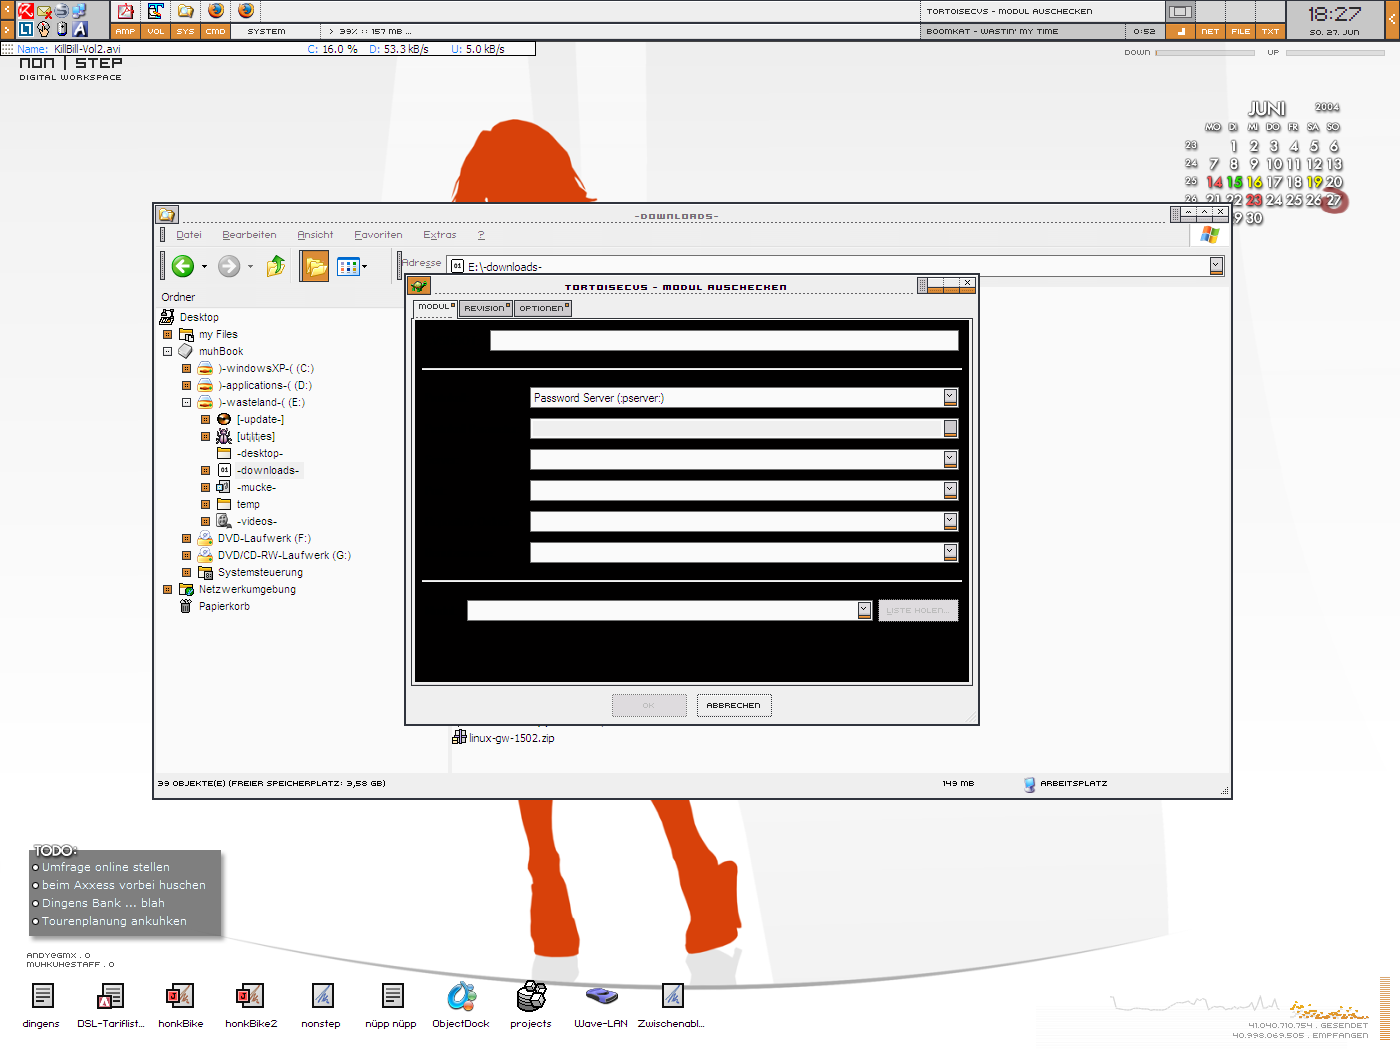 AMP VOL SYS CMD SYSTEM > 39% :: 157 MB ...
TORTOISECVS - MODUL AUSCHECKEN
BOOMKAT - WASTIN' MY TIME 0:52
NET FILE TXT
18:27
SO. 27. JUN
Name: KillBill-Vol2.avi C: 16.0 % D: 53.3 kB/s U: 5.0 kB/s
DOWN UP
NON | STEP
DIGITAL WORKSPACE
JUNI 2004
MO DI MI DO FR SA SO
23 1 2 3 4 5 6
24 7 8 9 10 11 12 13
25 14 15 16 17 18 19 20
26 21 22 23 24 25 26 27
9 30
-DOWNLOADS-
Datei Bearbeiten Ansicht Favoriten Extras ?
Adresse E:\-downloads-
Ordner
Desktop
my Files
muhBook
)-windowsXP-( (C:)
)-applications-( (D:)
)-wasteland-( (E:)
[-update-]
[utilties]
-desktop-
-downloads-
-mucke-
temp
-videos-
DVD-Laufwerk (F:)
DVD/CD-RW-Laufwerk (G:)
Systemsteuerung
Netzwerkumgebung
Papierkorb
TORTOISECVS - MODUL AUSCHECKEN
MODUL REVISION OPTIONEN
Password Server (:pserver:)
LISTE HOLEN...
OK ABBRECHEN
linux-gw-1502.zip
39 OBJEKTE(E) (FREIER SPEICHERPLATZ: 3,58 GB) 149 MB ARBEITSPLATZ
TODO:
Umfrage online stellen
beim Axxess vorbei huschen
Dingens Bank ... blah
Tourenplanung ankuhken
ANDY@GMX . 0
MUHKUH@STAFF . 0
dingens DSL-Tariflist... honkBike honkBike2 nonstep nüpp nüpp ObjectDock projects Wave-LAN Zwischenabl...
41.040.710.754 . GESENDET
40.998.069.505 . EMPFANGEN